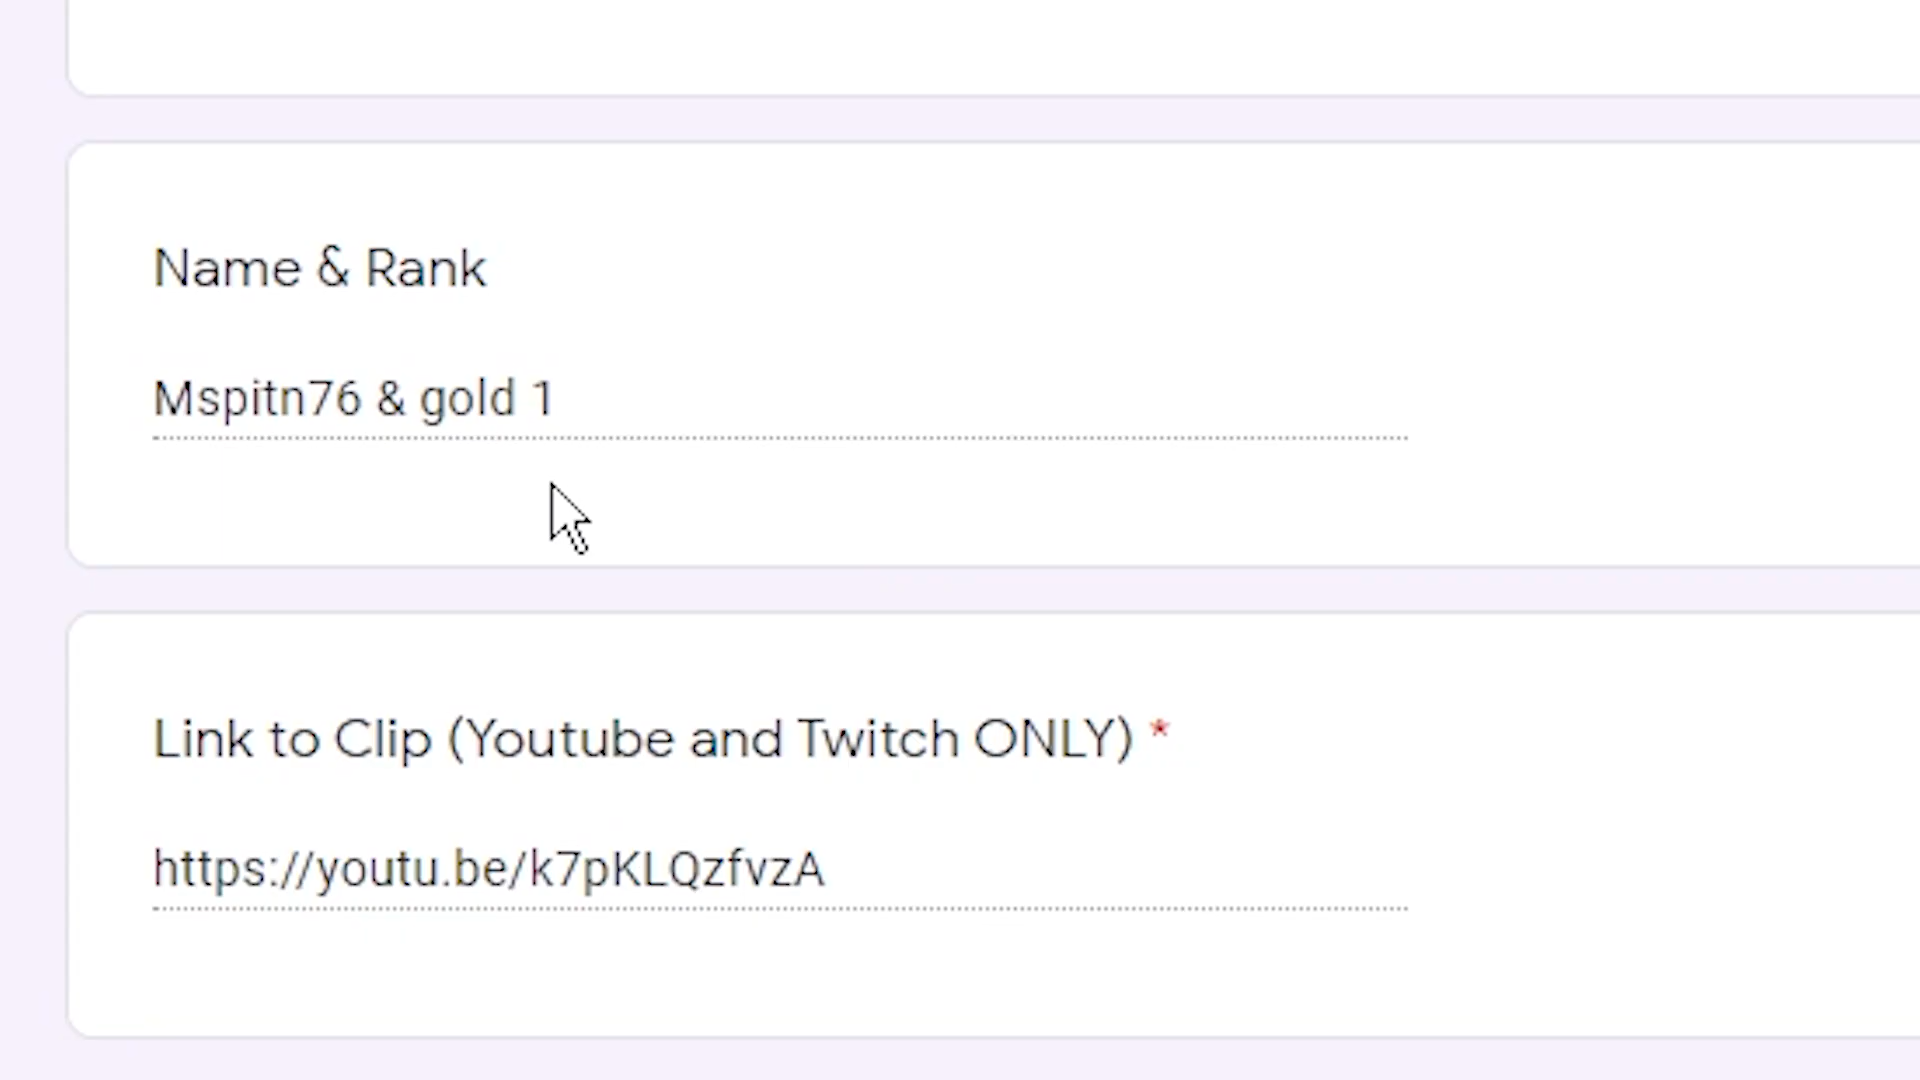 Name & Rank
Mspitn76 & gold 1
Link to Clip (Youtube and Twitch ONLY) *
https://youtu.be/k7pKLQzfvzA